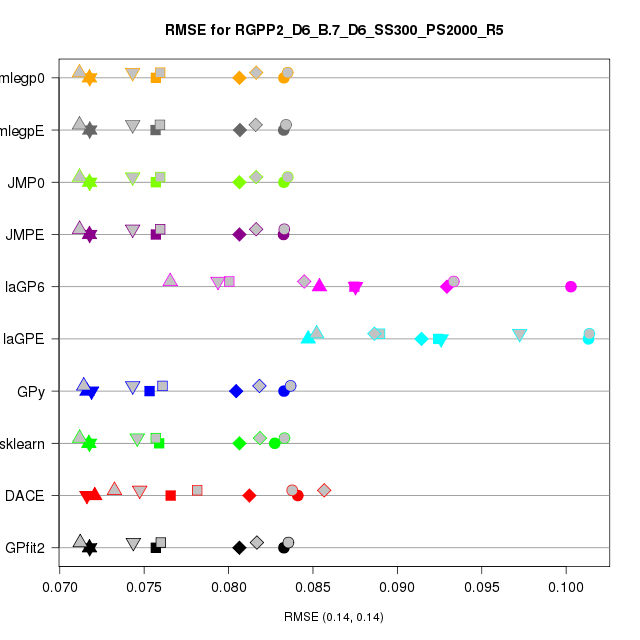 RMSE for RGPP2_D6_B.7_D6_SS300_PS2000_R5
mlegp0
mlegpE
JMP0
JMPE
laGP6
laGPE
GPy
sklearn
DACE
GPfit2
0.070 0.075 0.080 0.085 0.090 0.095 0.100
RMSE (0.14, 0.14)